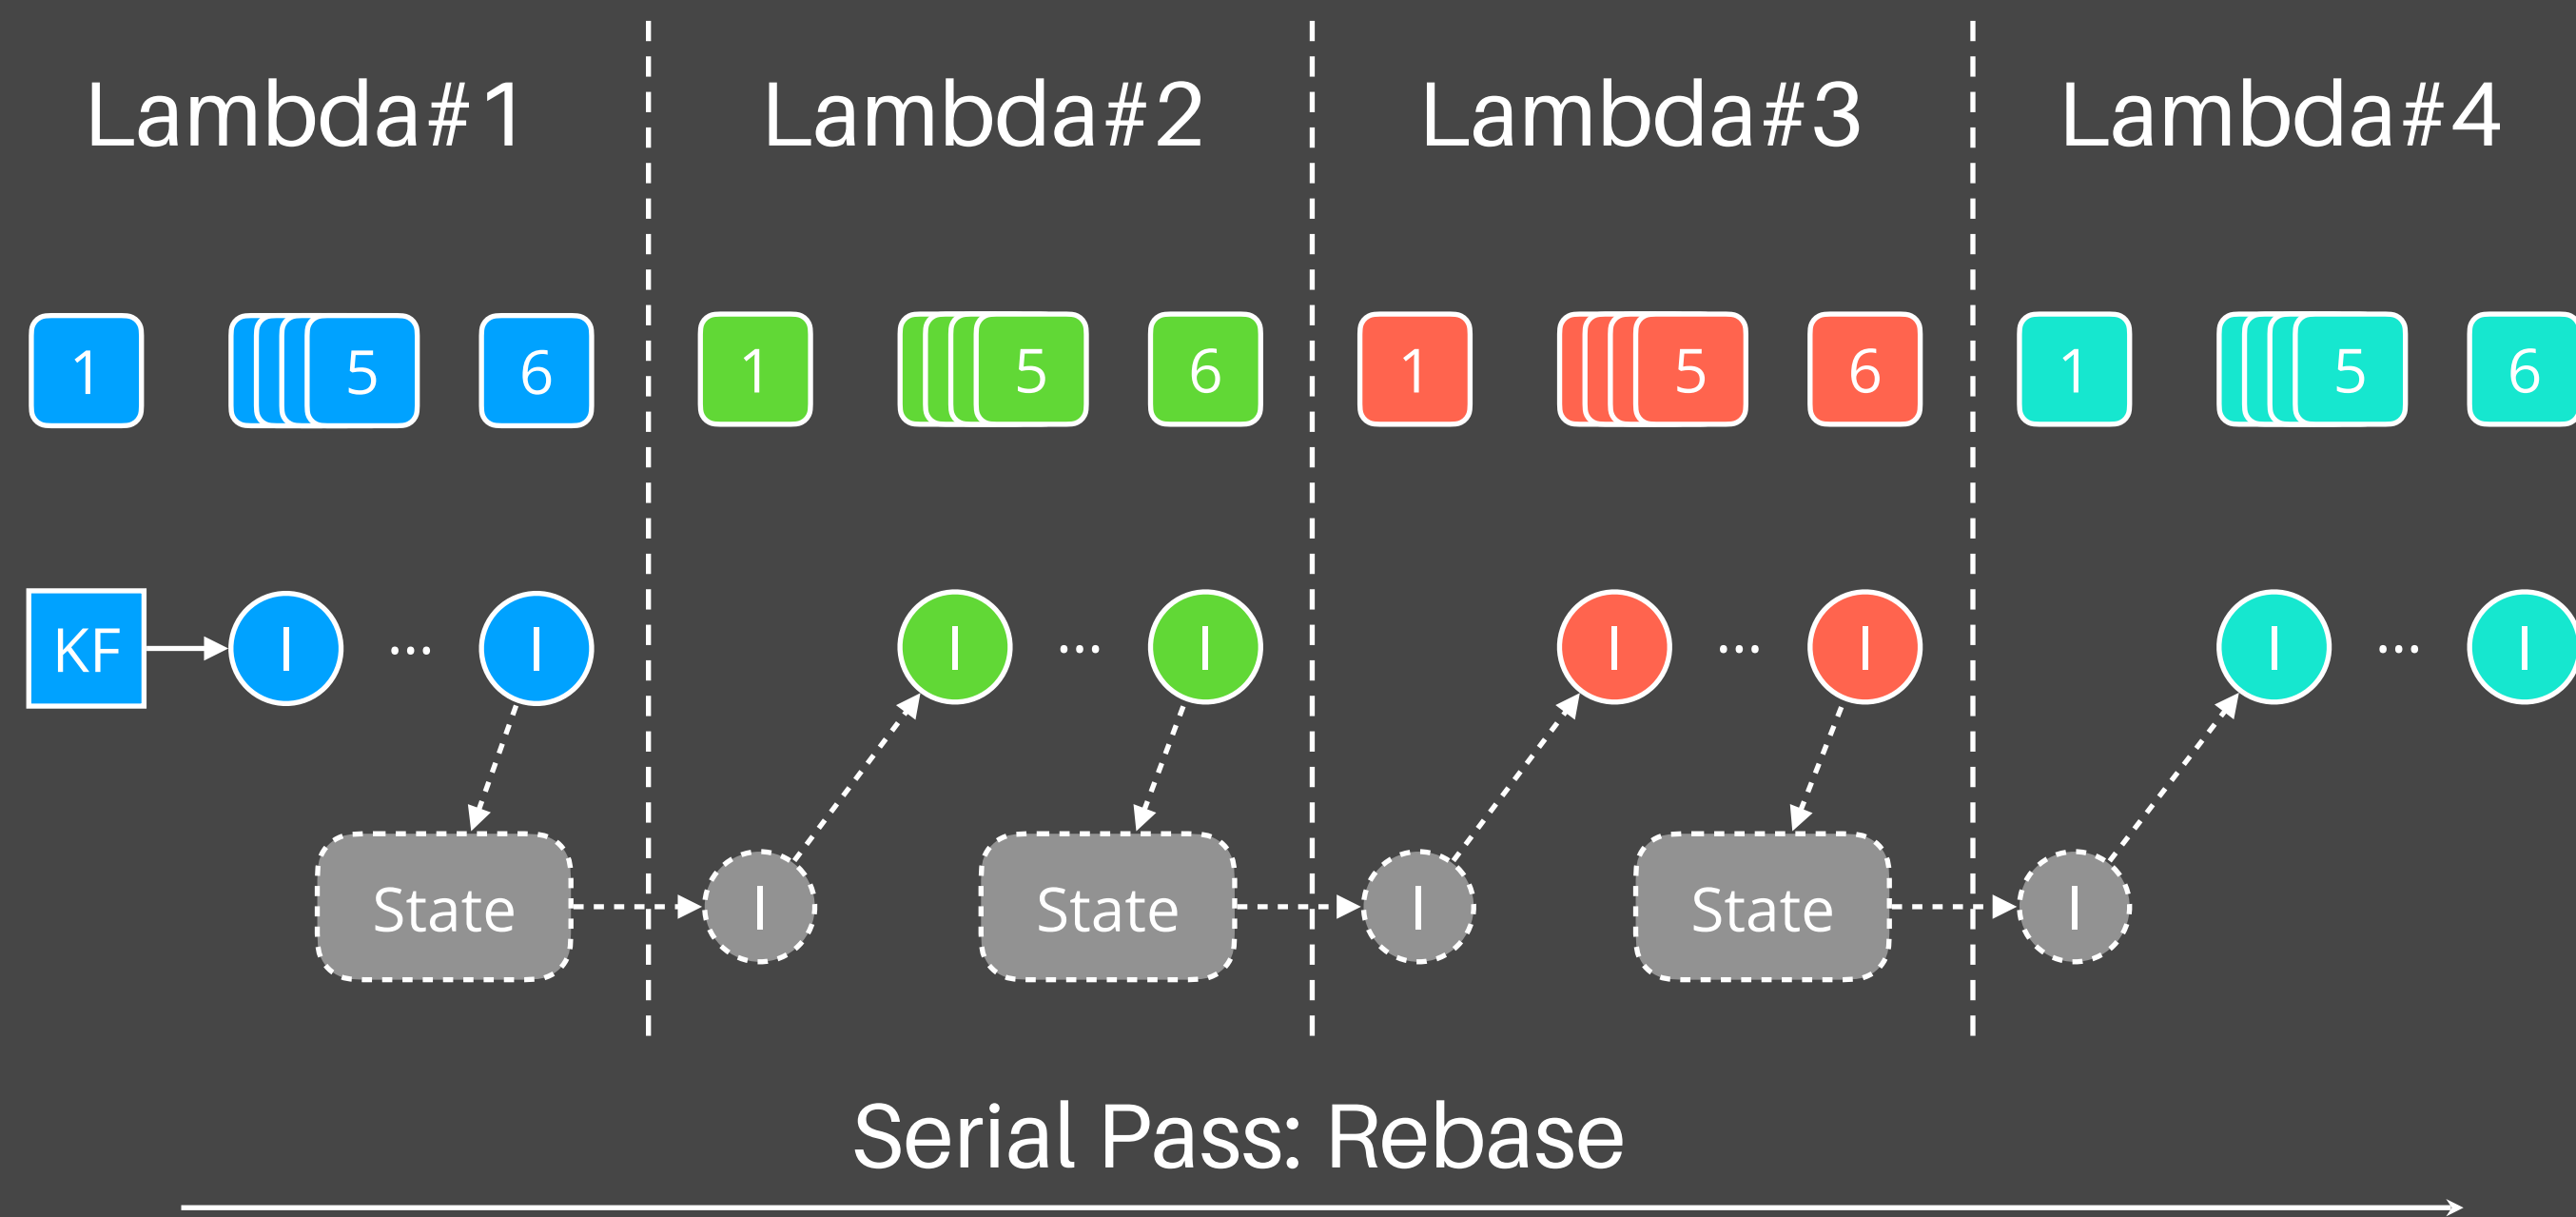 Lambda#1 Lambda#2 Lambda#3 Lambda#4
1 5 6 1 5 6 1 5 6 1 5 6
KF I ... I I ... I I ... I I ... I
State I State I State I
Serial Pass: Rebase